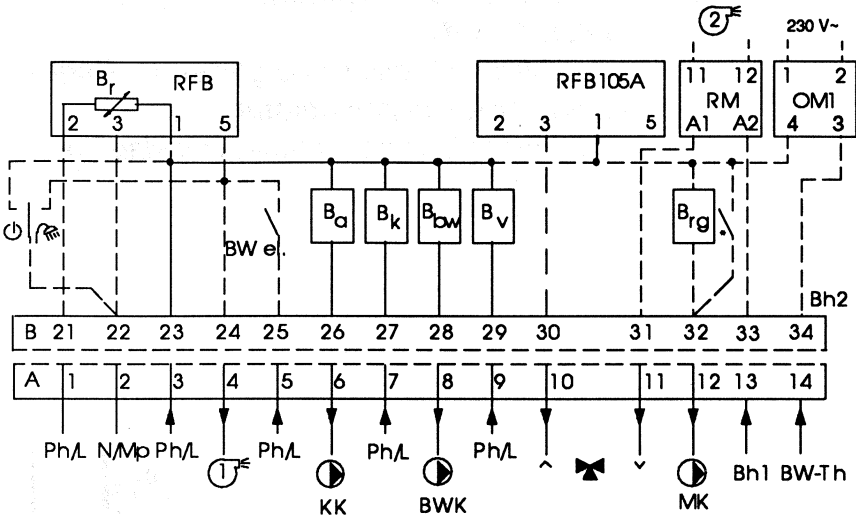 2 230 V~
11 12 1 2
Br RFB RFB105A RM OM1
2 3 1 5 2 3 1 5 A1 A2 4 3
Ba Bk Bbw Bv Brg *
BW el.
Bh2
B 21 22 23 24 25 26 27 28 29 30 31 32 33 34
A 1 2 3 4 5 6 7 8 9 10 11 12 13 14
Ph/L N/Mp Ph/L 1 Ph/L Ph/L Ph/L Bh1 BW-Th
KK BWK MK